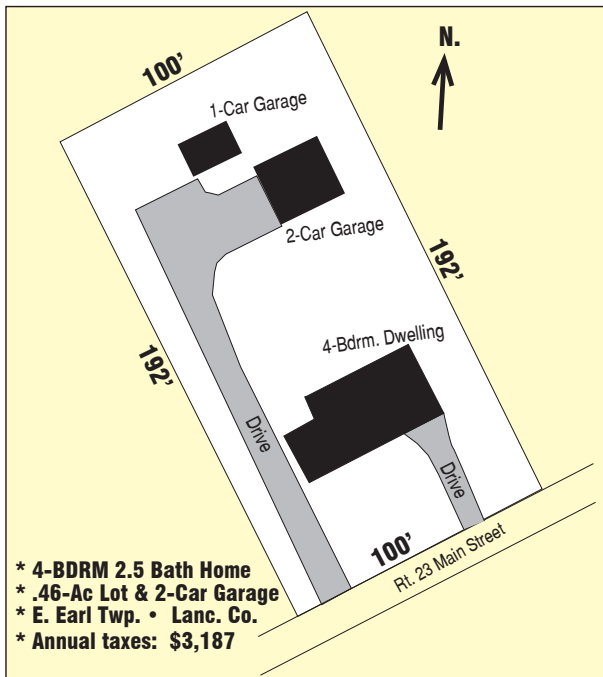 N.
100'
1-Car Garage
2-Car Garage
192'
4-Bdrm. Dwelling
192'
Drive
Drive
100'
Rt. 23 Main Street
* 4-BDRM 2.5 Bath Home
* .46-Ac Lot & 2-Car Garage
* E. Earl Twp. • Lanc. Co.
* Annual taxes: $3,187